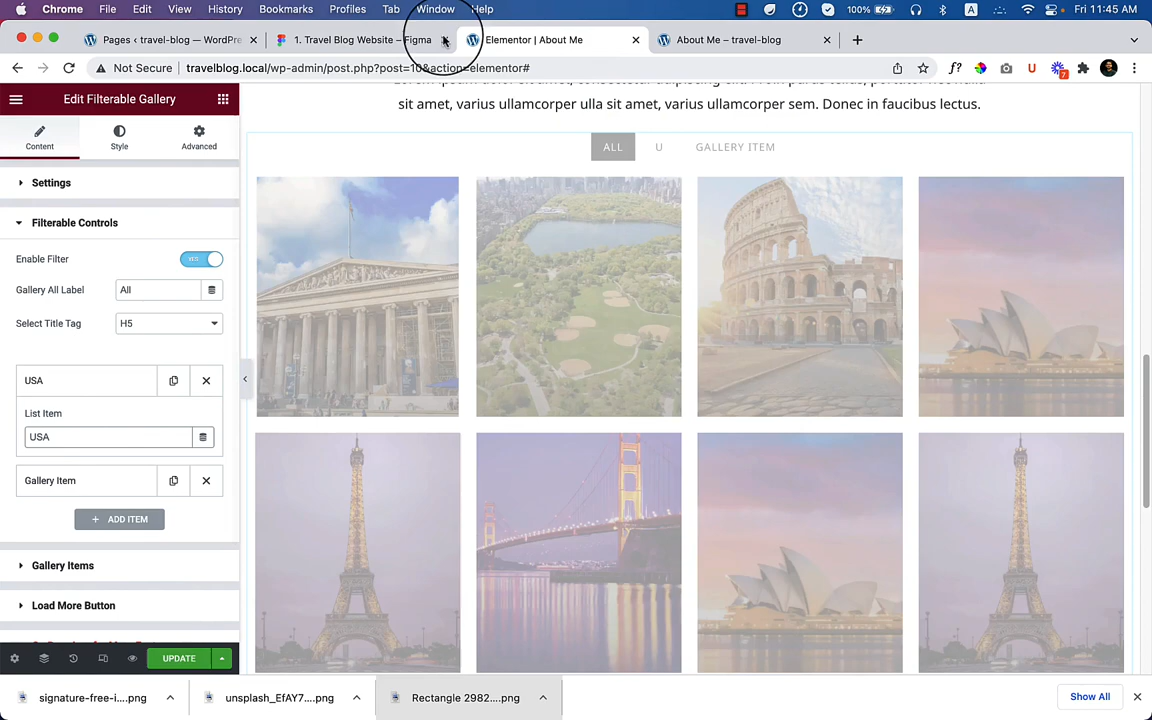 Chrome File Edit View History Bookmarks Profiles Tab Window Help 100% A Fri 11:45 AM
Pages ‹ travel-blog — WordPre
1. Travel Blog Website – Figma
Elementor | About Me
About Me – travel-blog
Not Secure travelblog.local/wp-admin/post.php?post=10&action=elementor#
f? U 7
Edit Filterable Gallery
Content Style Advanced
Settings
Filterable Controls
Enable Filter YES
Gallery All Label All
Select Title Tag H5
USA
List Item
USA
Gallery Item
+ ADD ITEM
Gallery Items
Load More Button
UPDATE
sit amet, varius ullamcorper ulla sit amet, varius ullamcorper sem. Donec in faucibus lectus.
ALL U GALLERY ITEM
signature-free-i....png
unsplash_EfAY7....png
Rectangle 2982....png
Show All